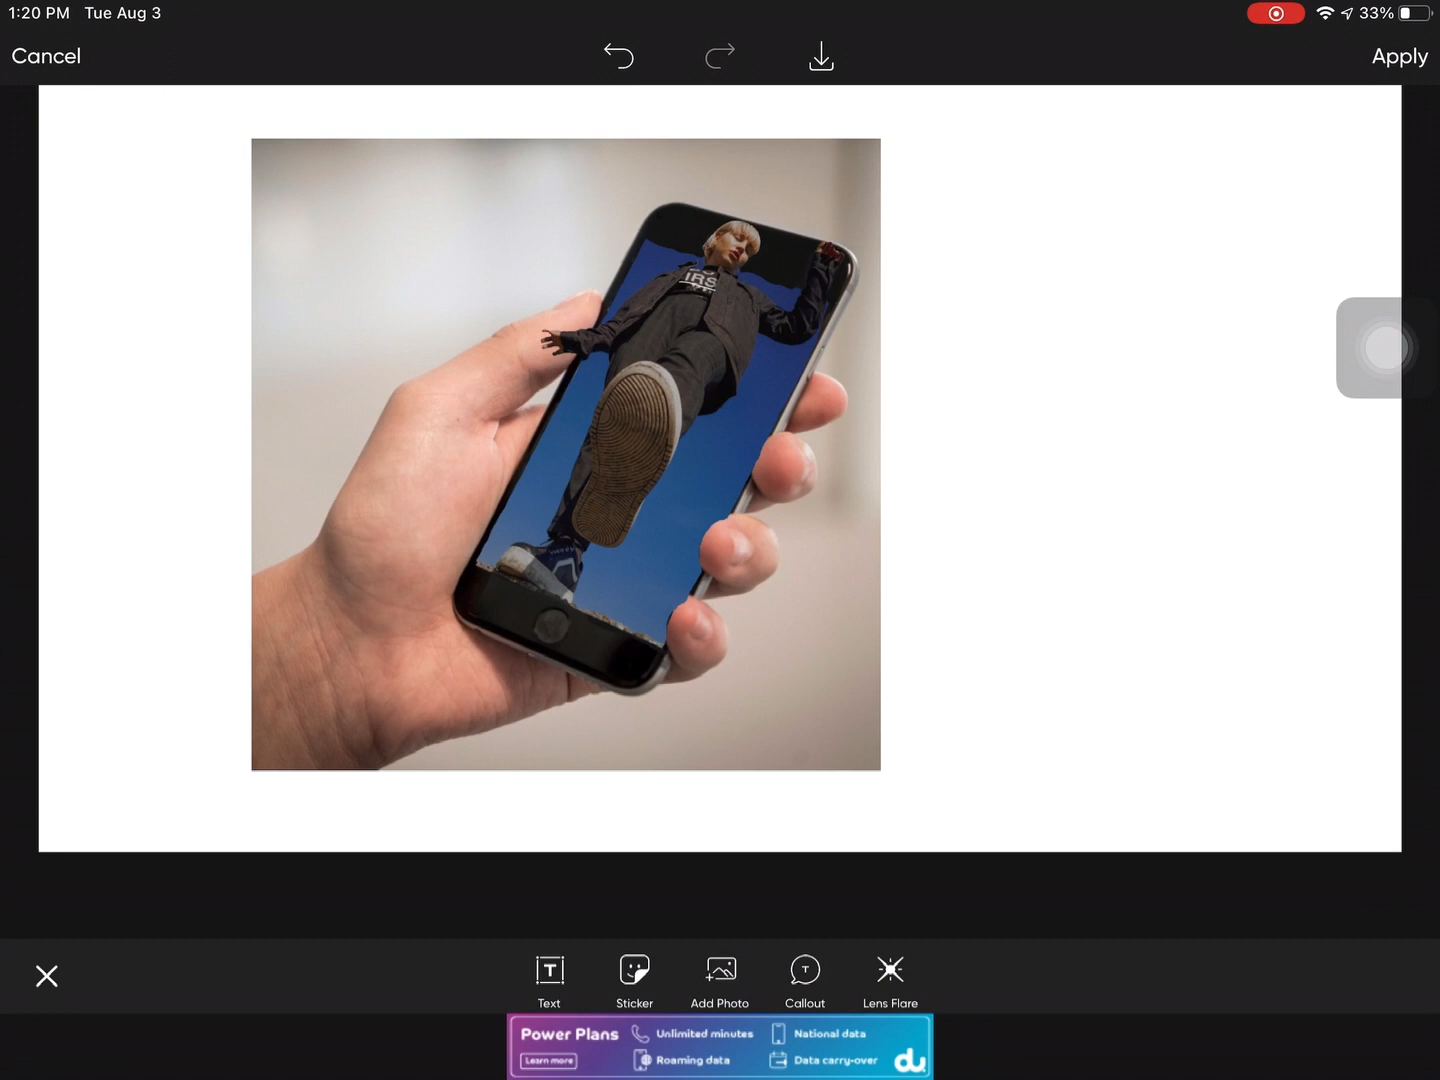 1:20 PM Tue Aug 3
33%
Cancel
Apply
IRS
T
T
Text
Sticker
Add Photo
Callout
Lens Flare
Power Plans
Unlimited minutes
National data
Learn more
Roaming data
Data carry-over
du